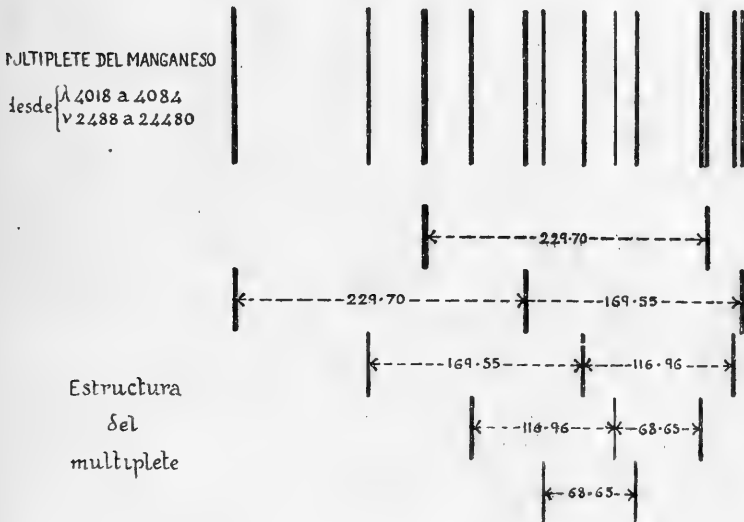 MULTIPLETE DEL MANGANESO
desde { λ 4018 a 4084
ν 2488 a 24480
229.70
229.70 169.55
169.55 116.96
Estructura
del
multiplete
116.96 68.65
68.65